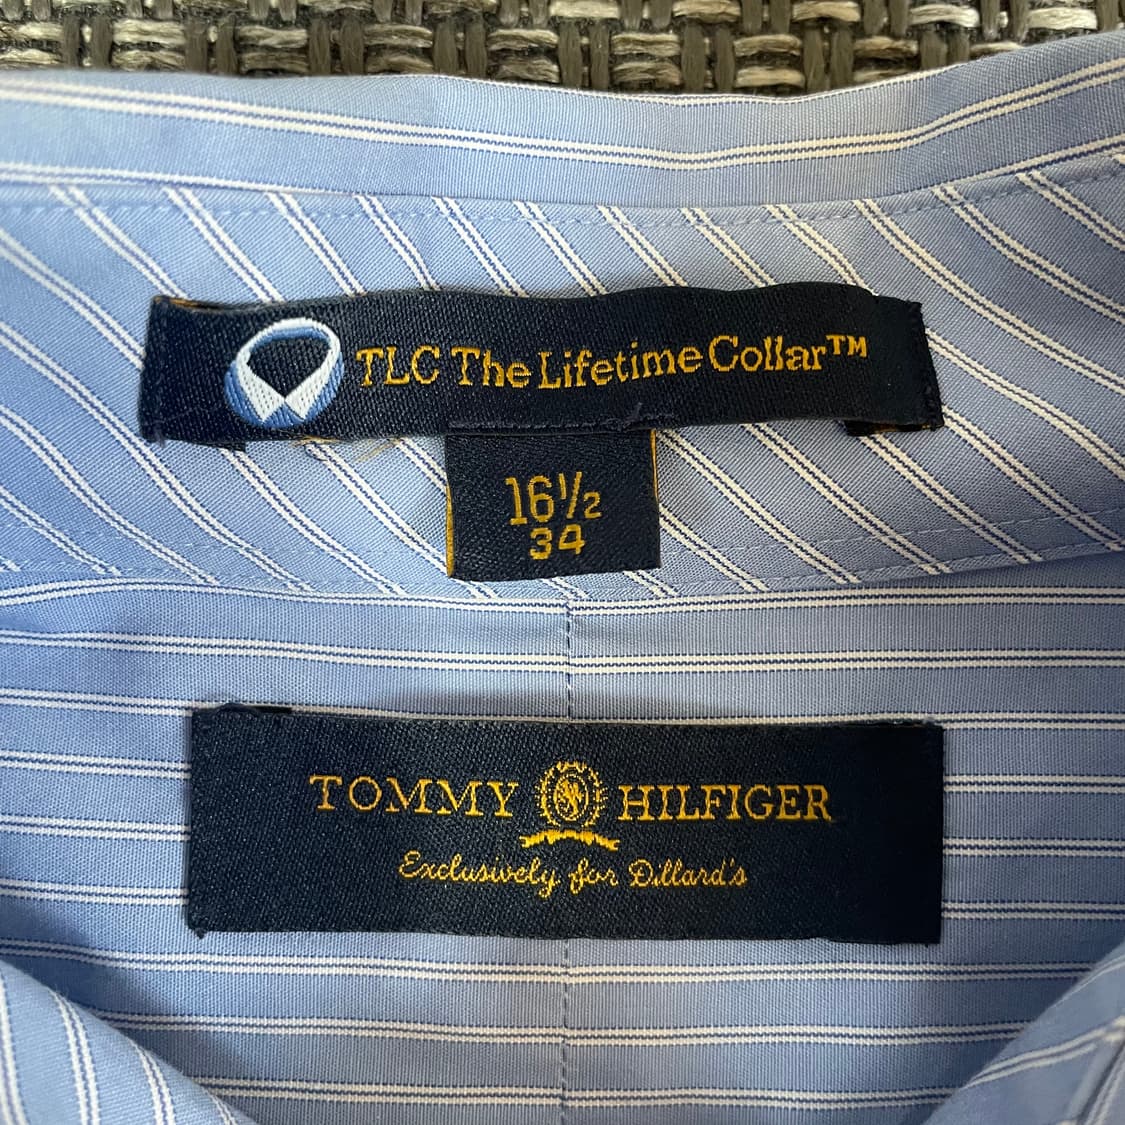 TLC The Lifetime Collar™
16½
34
TOMMY HILFIGER
Exclusively for Dillard's